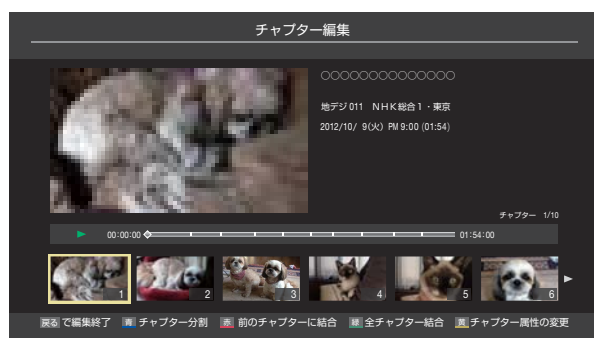 チャプター編集
○○○○○○○○○○○○○○
地デジ 011 NHK総合1・東京
2012/10/ 9(火) PM 9:00 (01:54)
チャプター 1/10
00:00:00 01:54:00
1 2 3 4 5 6
戻る で編集終了 青 チャプター分割 赤 前のチャプターに結合 緑 全チャプター結合 黄 チャプター属性の変更